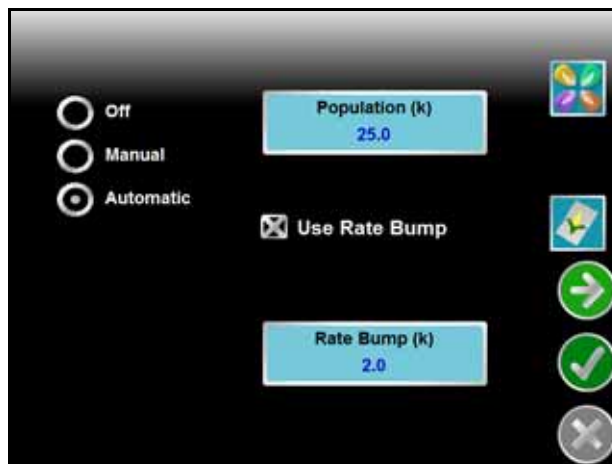 Off
Manual
Automatic
Population (k)
25.0
Use Rate Bump
Rate Bump (k)
2.0